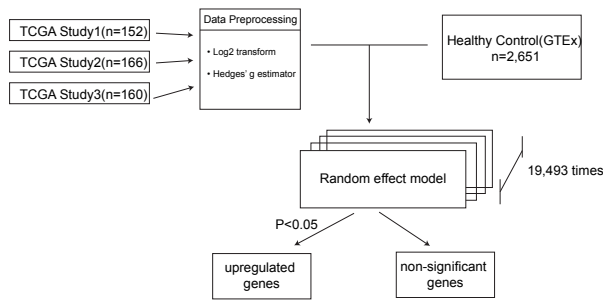 TCGA Study1(n=152)
TCGA Study2(n=166)
TCGA Study3(n=160)
Data Preprocessing
• Log2 transform
• Hedges' g estimator
Healthy Control(GTEx)
n=2,651
Random effect model
19,493 times
P<0.05
upregulated
genes
non-significant
genes